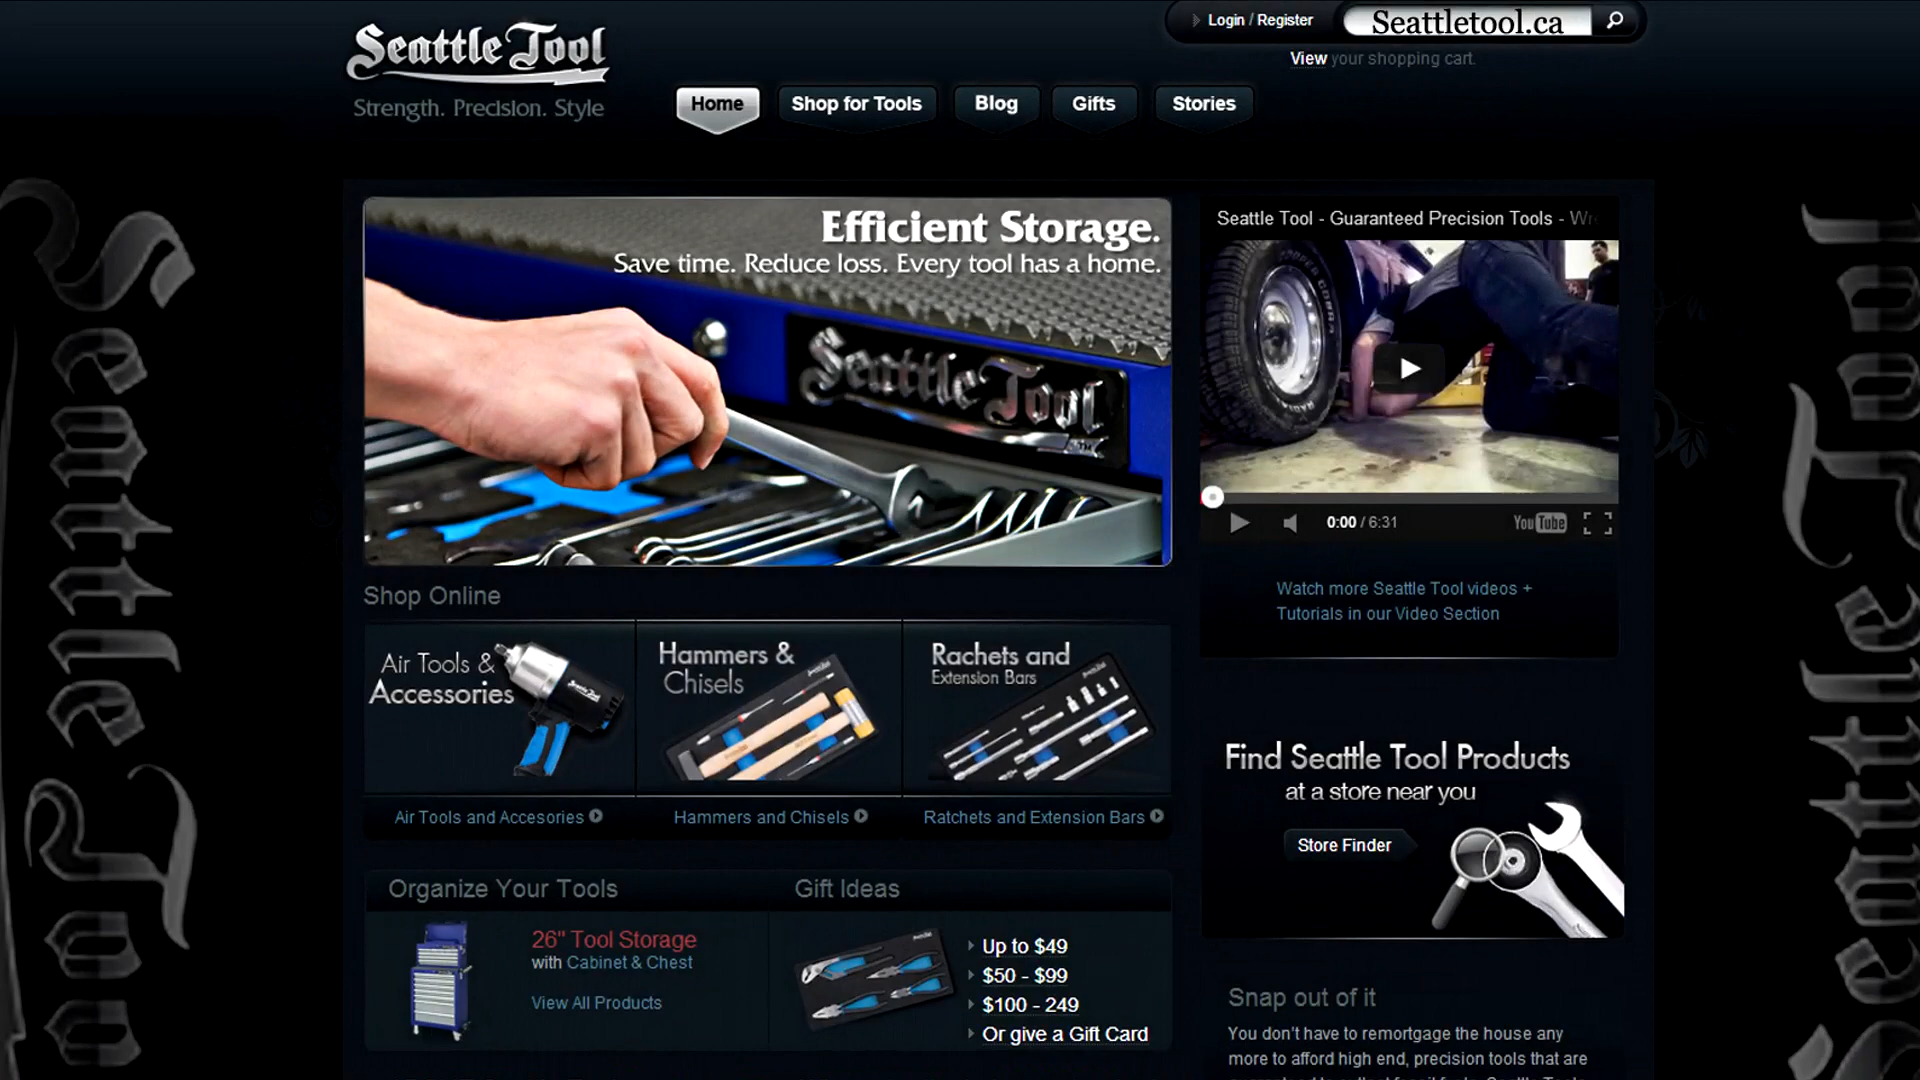 Seattle Tool
Strength. Precision. Style
Login / Register
Seattletool.ca
View your shopping cart.
Home
Shop for Tools
Blog
Gifts
Stories
Efficient Storage.
Save time. Reduce loss. Every tool has a home.
Seattle Tool
Seattle Tool - Guaranteed Precision Tools - Wr
COOPER COBRA
RADIAL
0:00 / 6:31
YouTube
Watch more Seattle Tool videos +
Tutorials in our Video Section
Shop Online
Air Tools &
Accessories
Seattle Tool
Hammers &
Chisels
Rachets and
Extension Bars
Air Tools and Accesories
Hammers and Chisels
Ratchets and Extension Bars
Find Seattle Tool Products
at a store near you
Store Finder
Organize Your Tools
26" Tool Storage
with Cabinet & Chest
View All Products
Gift Ideas
Up to $49
$50 - $99
$100 - 249
Or give a Gift Card
Snap out of it
You don't have to remortgage the house any
more to afford high end, precision tools that are
Seattle Tool
Seattle Tool